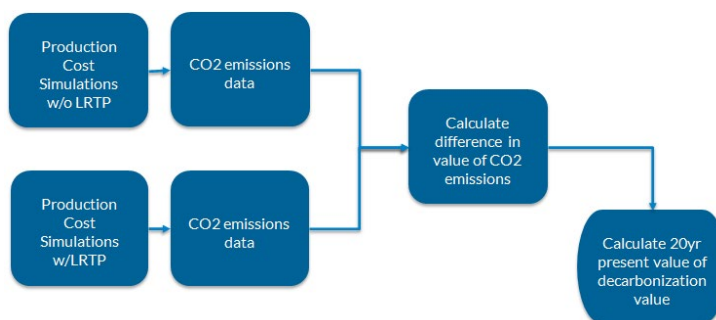 Production
Cost
Simulations
w/o LRTP
CO2 emissions
data
Production
Cost
Simulations
w/LRTP
CO2 emissions
data
Calculate
difference in
value of CO2
emissions
Calculate 20yr
present value of
decarbonization
value